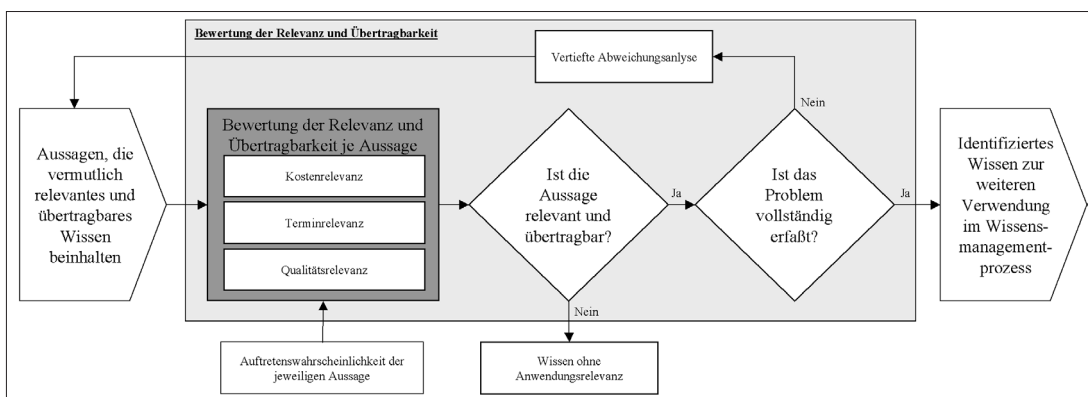 Bewertung der Relevanz und Übertragbarkeit
Vertiefte Abweichungsanlyse
Nein
Aussagen, die
vermutlich
relevantes und
übertragbares
Wissen
beinhalten
Bewertung der Relevanz und
Übertragbarkeit je Aussage
Kostenrelevanz
Terminrelevanz
Qualitätsrelevanz
Ist die
Aussage
relevant und
übertragbar?
Ja
Ist das
Problem
vollständig
erfaßt?
Ja
Identifiziertes
Wissen zur
weiteren
Verwendung
im Wissens-
management-
prozess
Nein
Auftretenswahrscheinlichkeit der
jeweiligen Aussage
Wissen ohne
Anwendungsrelevanz